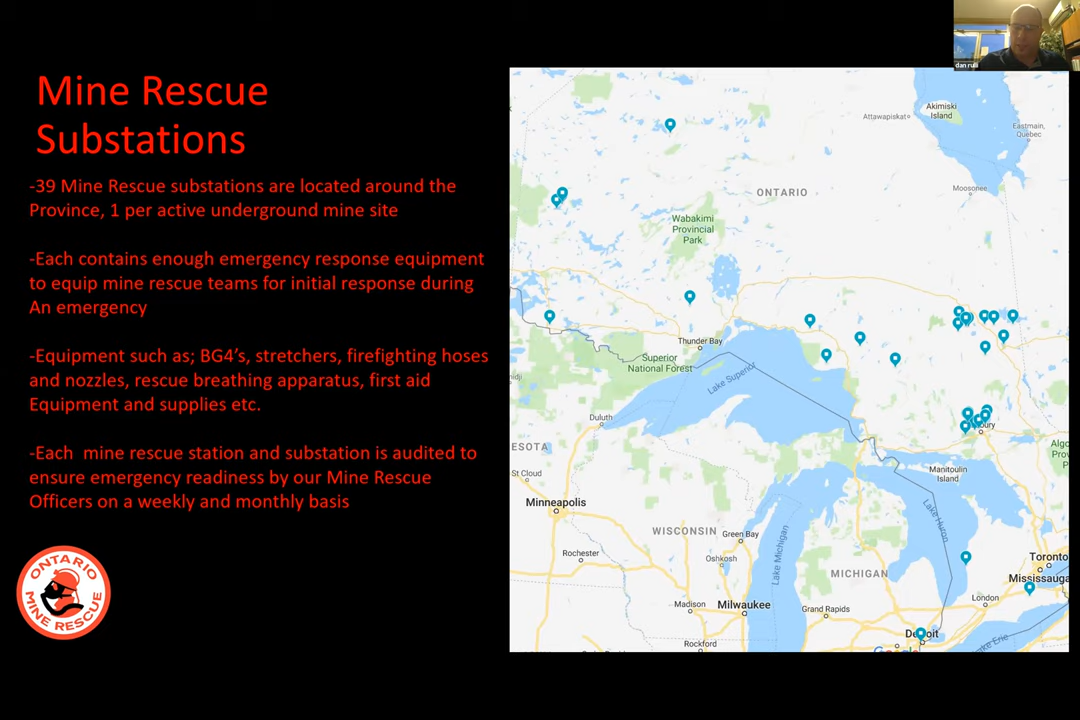 dan rulli
Mine Rescue
Substations
-39 Mine Rescue substations are located around the
Province, 1 per active underground mine site
-Each contains enough emergency response equipment
to equip mine rescue teams for initial response during
An emergency
-Equipment such as; BG4's, stretchers, firefighting hoses
and nozzles, rescue breathing apparatus, first aid
Equipment and supplies etc.
-Each  mine rescue station and substation is audited to
ensure emergency readiness by our Mine Rescue
Officers on a weekly and monthly basis
ONTARIO
MINE RESCUE
Akimiski
Island
Attawapiskat
Eastmain,
Quebec
Moosonee
ONTARIO
Wabakimi
Provincial
Park
Thunder Bay
Superior
National Forest
Lake Superior
Duluth
ESOTA
St Cloud
Minneapolis
Rochester
WISCONSIN
Green Bay
Oshkosh
Madison
Milwaukee
Rockford
Lake Michigan
MICHIGAN
Grand Rapids
Manitoulin
Island
Lake Huron
Toronto
Mississauga
London